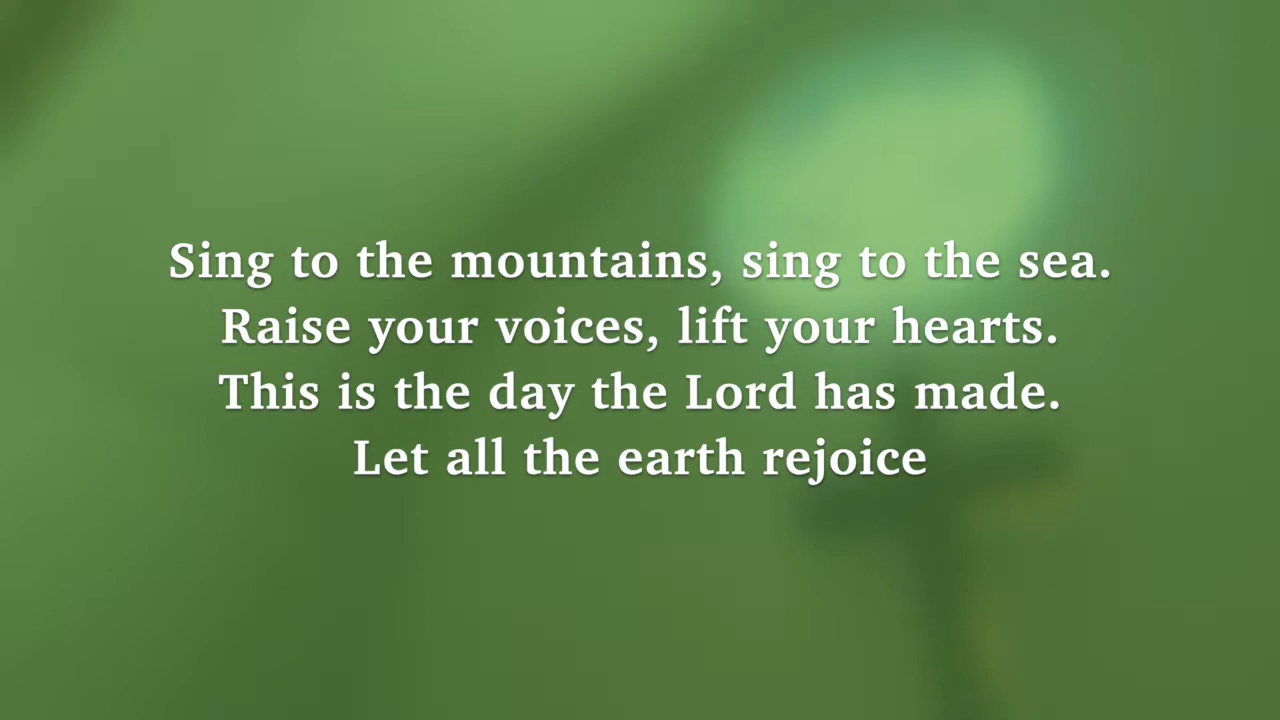 Sing to the mountains, sing to the sea.
Raise your voices, lift your hearts.
This is the day the Lord has made.
Let all the earth rejoice